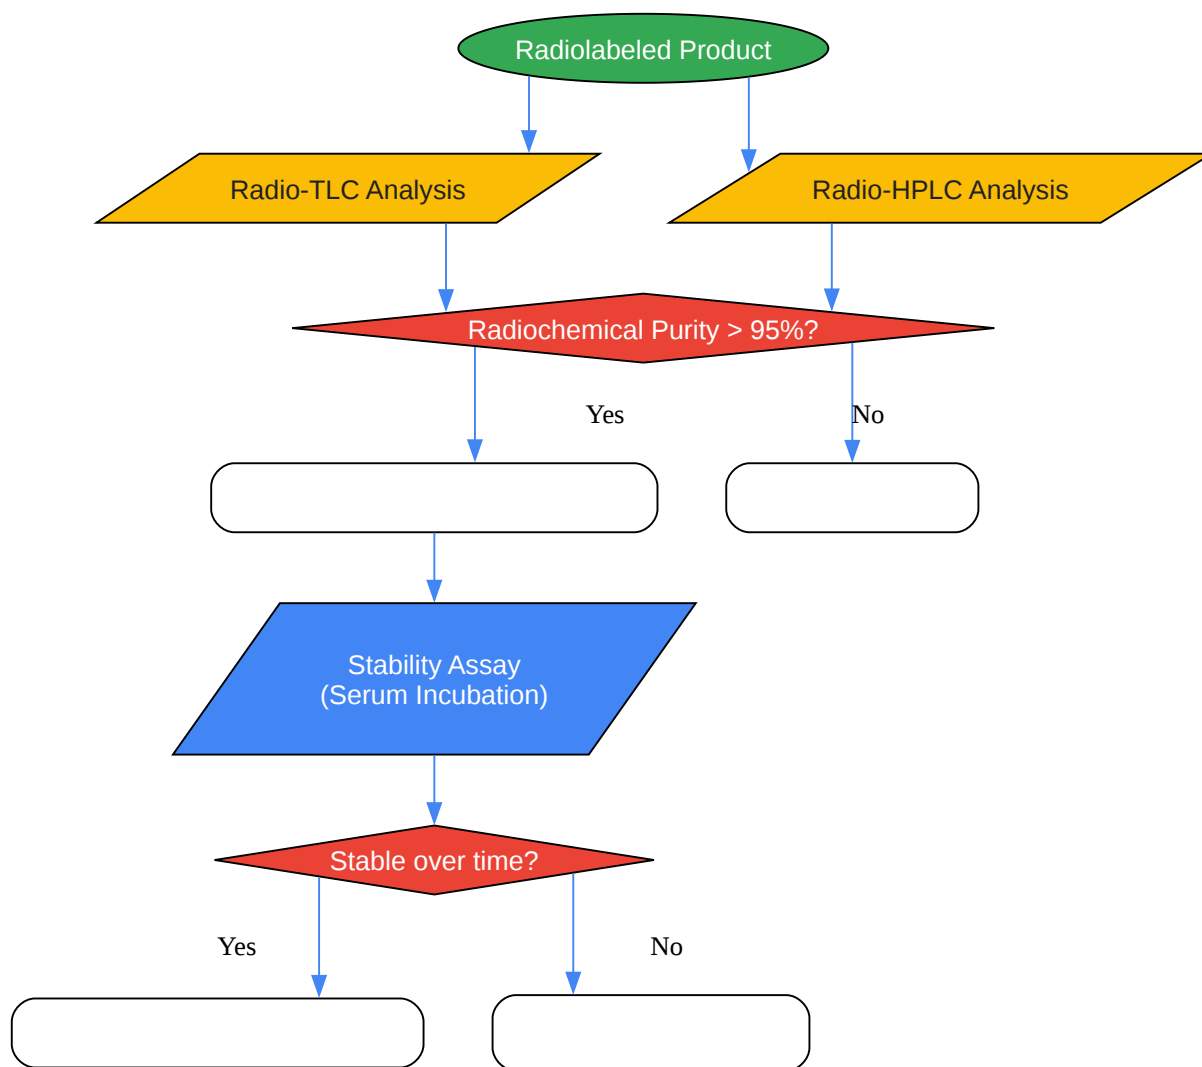 Radiolabeled Product
Radio-TLC Analysis
Radio-HPLC Analysis
Radiochemical Purity > 95%?
Yes
No
Stability Assay
(Serum Incubation)
Stable over time?
Yes
No